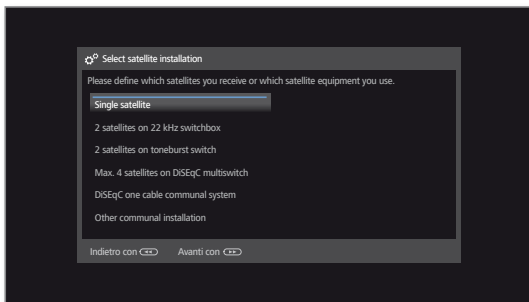 Select satellite installation
Please define which satellites you receive or which satellite equipment you use.
Single satellite
2 satellites on 22 kHz switchbox
2 satellites on toneburst switch
Max. 4 satellites on DiSEqC multiswitch
DiSEqC one cable communal system
Other communal installation
Indietro con Avanti con